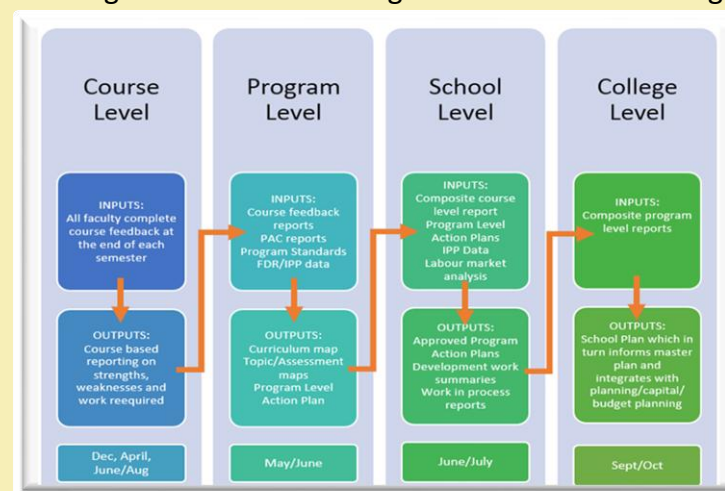 Course
Level
INPUTS:
All faculty complete
course feedback at
the end of each
semester
OUTPUTS:
Course based
reporting on
strengths,
weaknesses and
work reequired
Dec, April,
June/Aug
Program
Level
INPUTS:
Course feedback
reports
PAC reports
Program Standards
FDR/IPP data
OUTPUTS:
Curriculum map
Topic/Assessment
maps
Program Level
Action Plan
May/June
School
Level
INPUTS:
Composite course
level report
Program Level
Action Plans
IPP Data
Labour market
analysis
OUTPUTS:
Approved Program
Action Plans
Development work
summaries
Work in process
reports
June/July
College
Level
INPUTS:
Composite program
level reports
OUTPUTS:
School Plan which in
turn informs master
plan and
integrates with
planning/capital/
budget planning
Sept/Oct